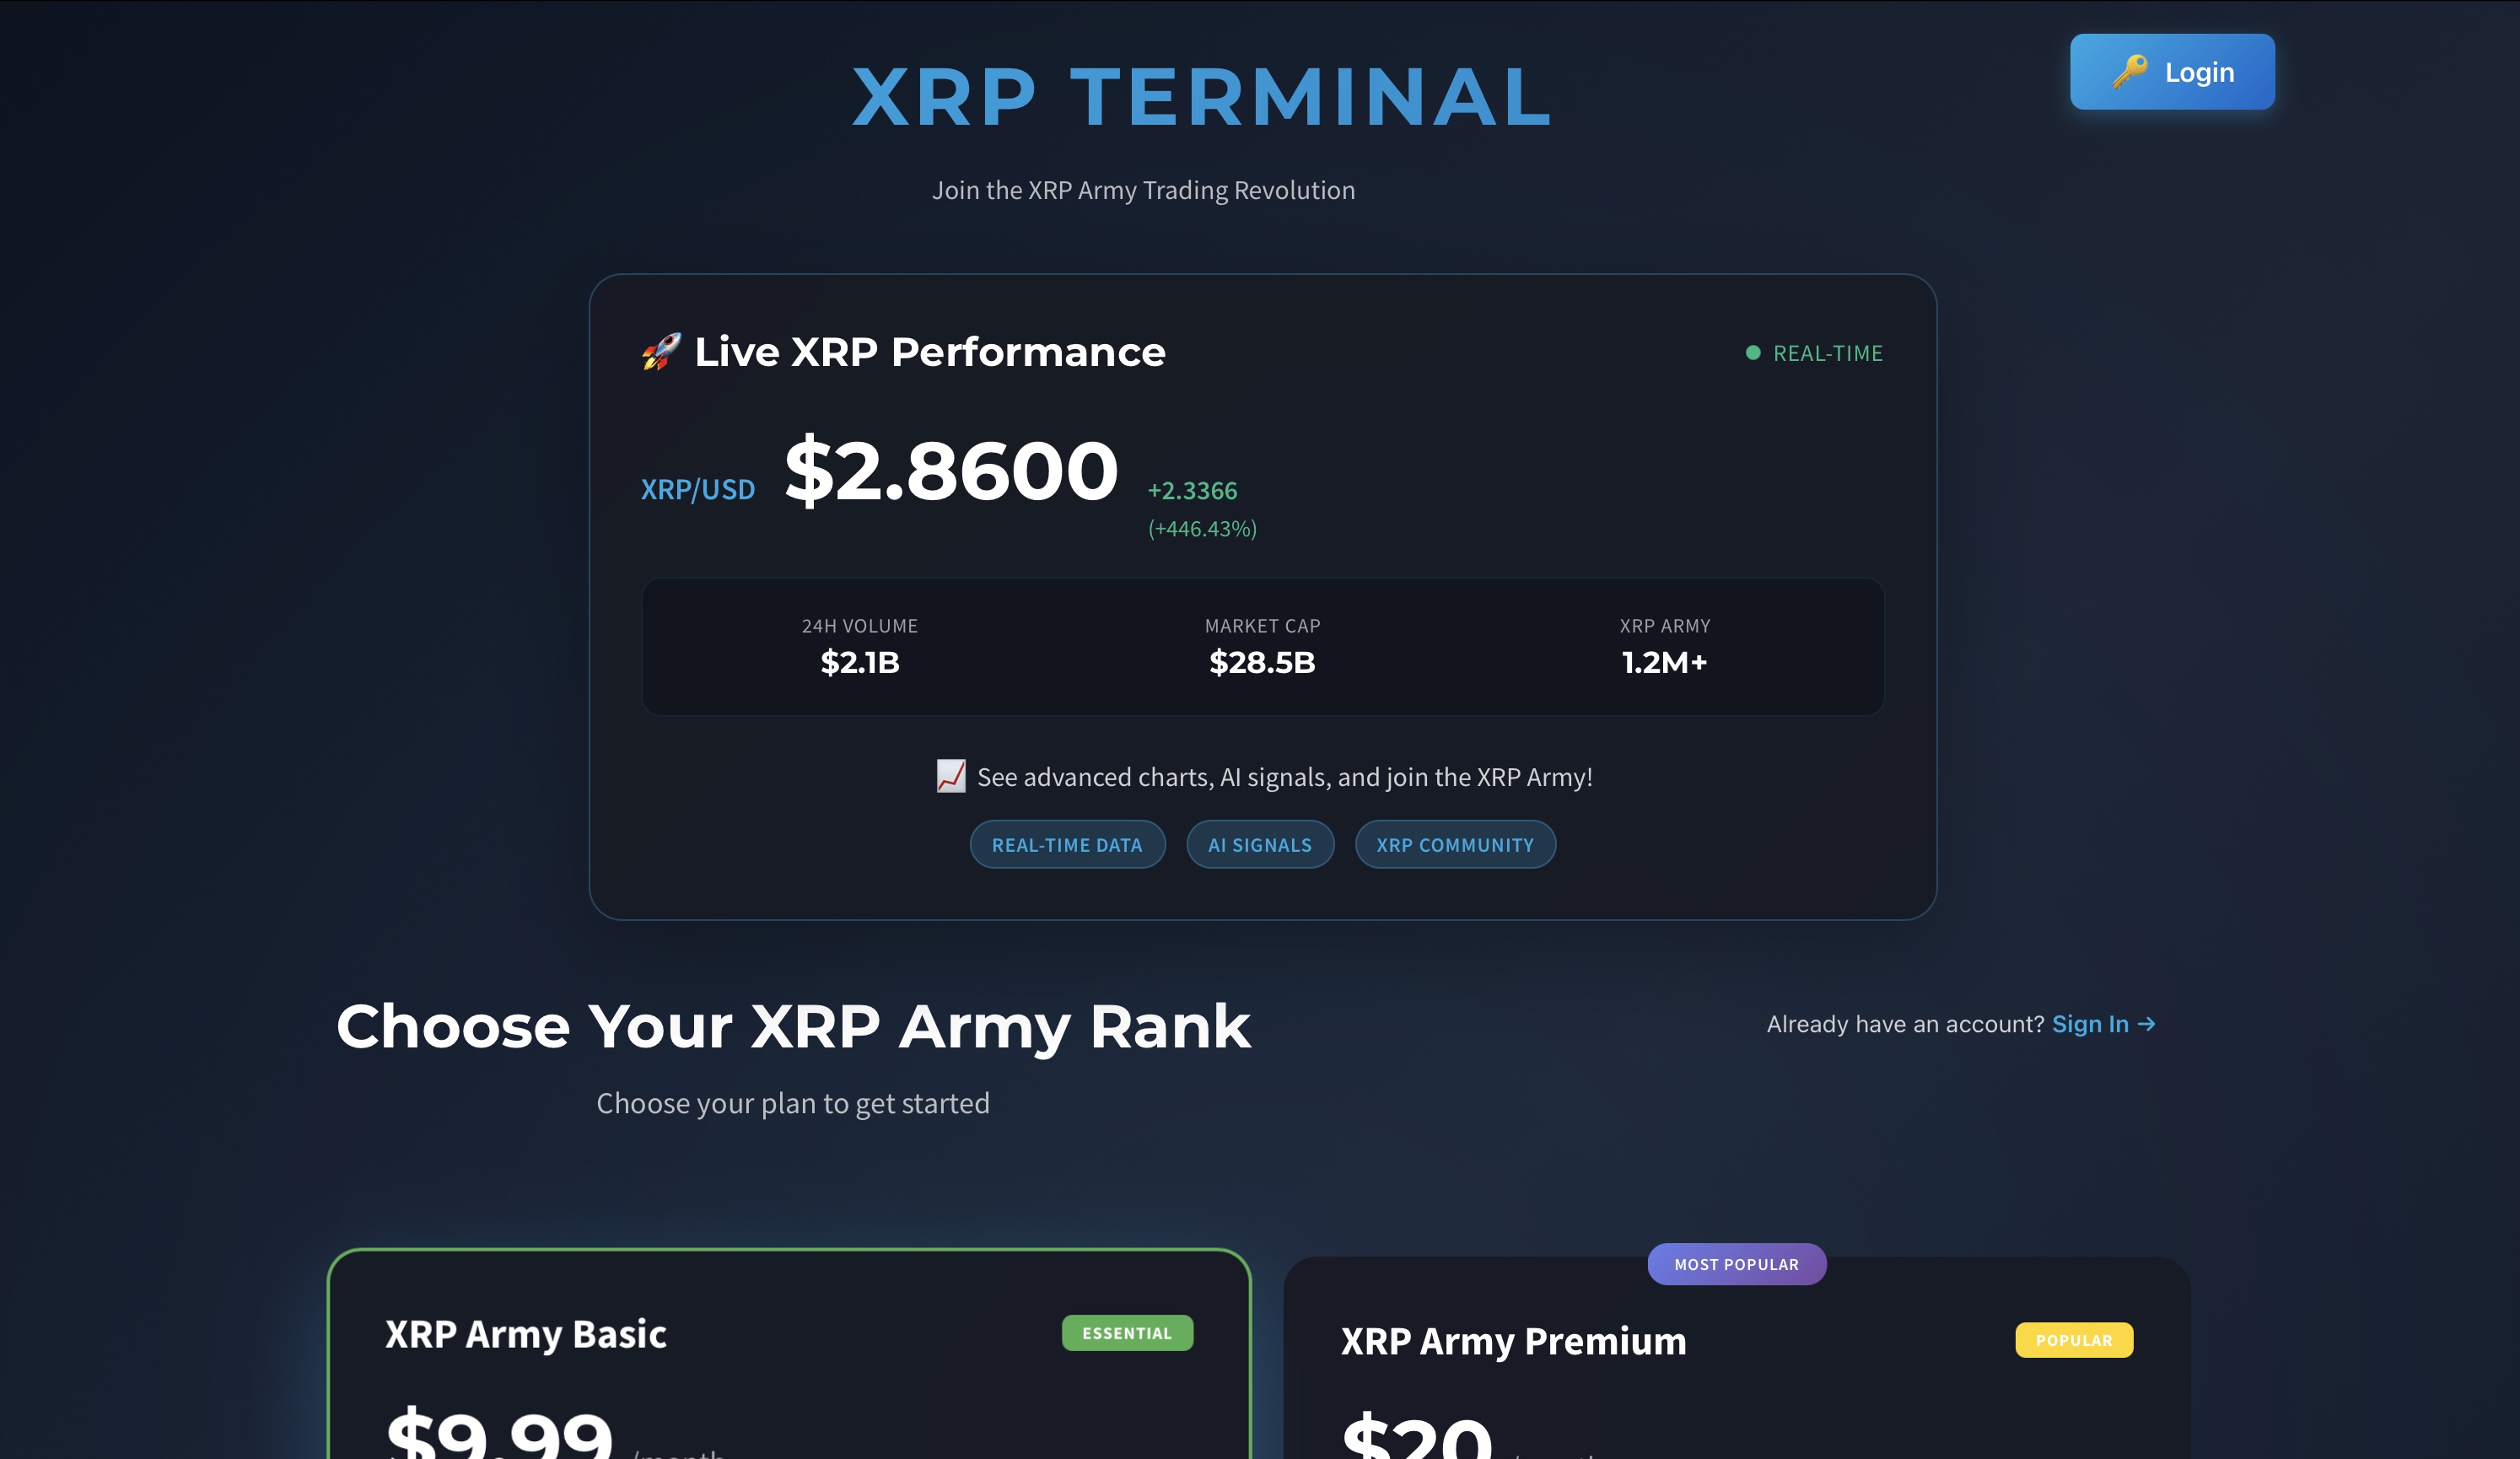 XRP TERMINAL
🔑 Login
Join the XRP Army Trading Revolution
🚀 Live XRP Performance
REAL-TIME
XRP/USD $2.8600 +2.3366
(+446.43%)
24H VOLUME MARKET CAP XRP ARMY
$2.1B $28.5B 1.2M+
📈 See advanced charts, AI signals, and join the XRP Army!
REAL-TIME DATA AI SIGNALS XRP COMMUNITY
Choose Your XRP Army Rank
Already have an account? Sign In →
Choose your plan to get started
XRP Army Basic
ESSENTIAL
$9.99 /month
MOST POPULAR
XRP Army Premium
POPULAR
$20